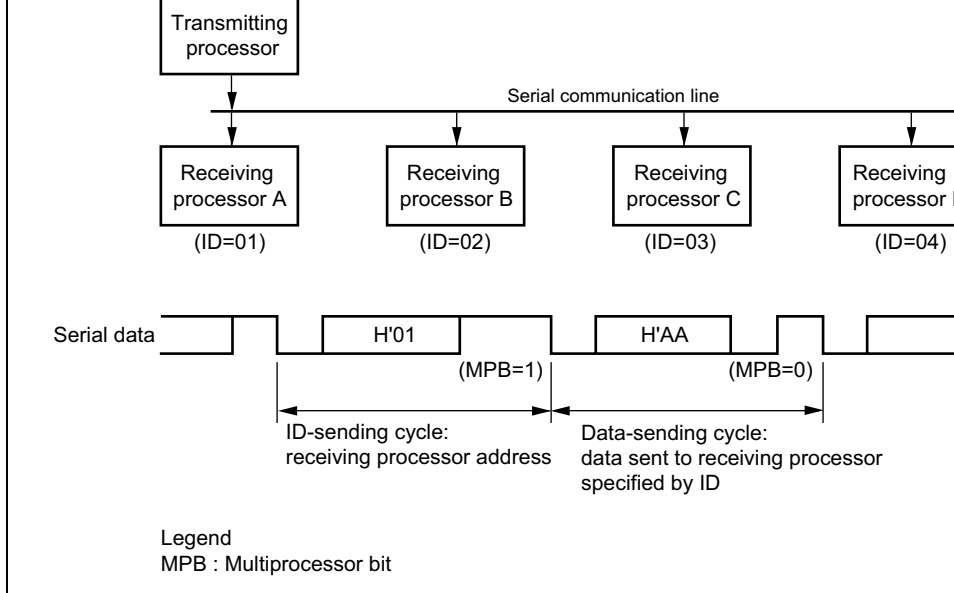 Transmitting
processor
Serial communication line
Receiving
processor A
Receiving
processor B
Receiving
processor C
Receiving
processor
(ID=01)
(ID=02)
(ID=03)
(ID=04)
Serial data
H'01
H'AA
(MPB=1)
(MPB=0)
ID-sending cycle:
receiving processor address
Data-sending cycle:
data sent to receiving processor
specified by ID
Legend
MPB : Multiprocessor bit